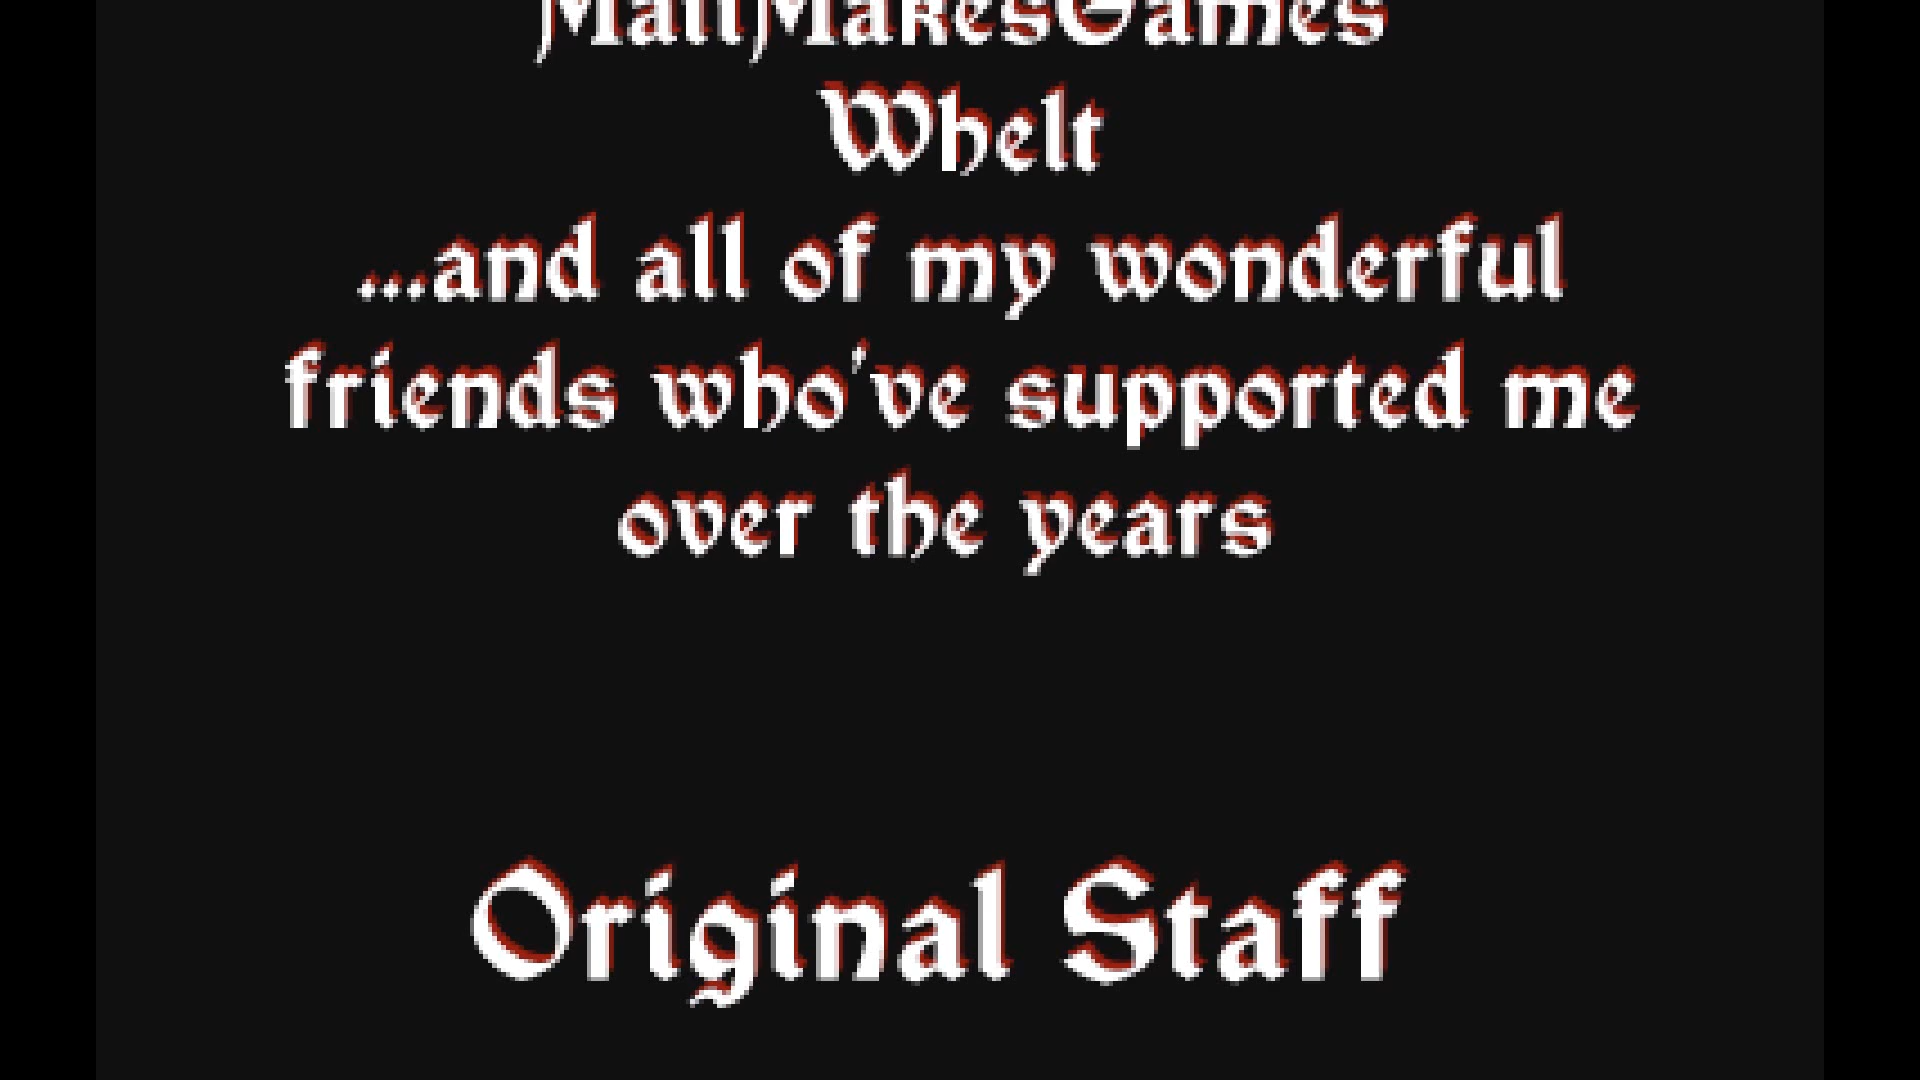 MattMakesGames
Whelt
...and all of my wonderful
friends who've supported me
over the years
Original Staff